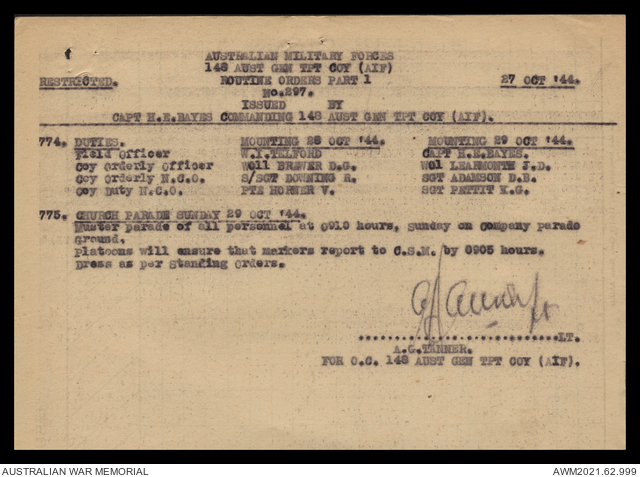 AUSTRALIAN MILITARY FORCES
148 AUST GEN TPT COY (AIF)
RESTRICTED. ROUTINE ORDERS PART 1 27 OCT '44.
No.297.
ISSUED BY
CAPT H.E.BAYES COMMANDING 148 AUST GEN TPT COY (AIF).
774. DUTIES. MOUNTING 28 OCT '44. MOUNTING 29 OCT '44.
Field Officer W.Y.TELFORD CAPT H.E.BAYES.
Coy Orderly Officer WoII BREWER D.G. WoI LEARMONTH J.D.
Coy Orderly N.C.O. S/SGT DOWNING R. SGT ADAMSON D.B.
Coy Duty N.C.O. PTE HORNER V. SGT PETTIT K.G.
775. CHURCH PARADE SUNDAY 29 OCT '44.
Muster parade of all personnel at 0910 hours, Sunday on Company parade
ground.
Platoons will ensure that markers report to C.S.M. by 0905 hours.
Dress as per Standing Orders.
..............................LT.
A.G.TANNER.
FOR O.C. 148 AUST GEN TPT COY (AIF).
AUSTRALIAN WAR MEMORIAL AWM2021.62.999